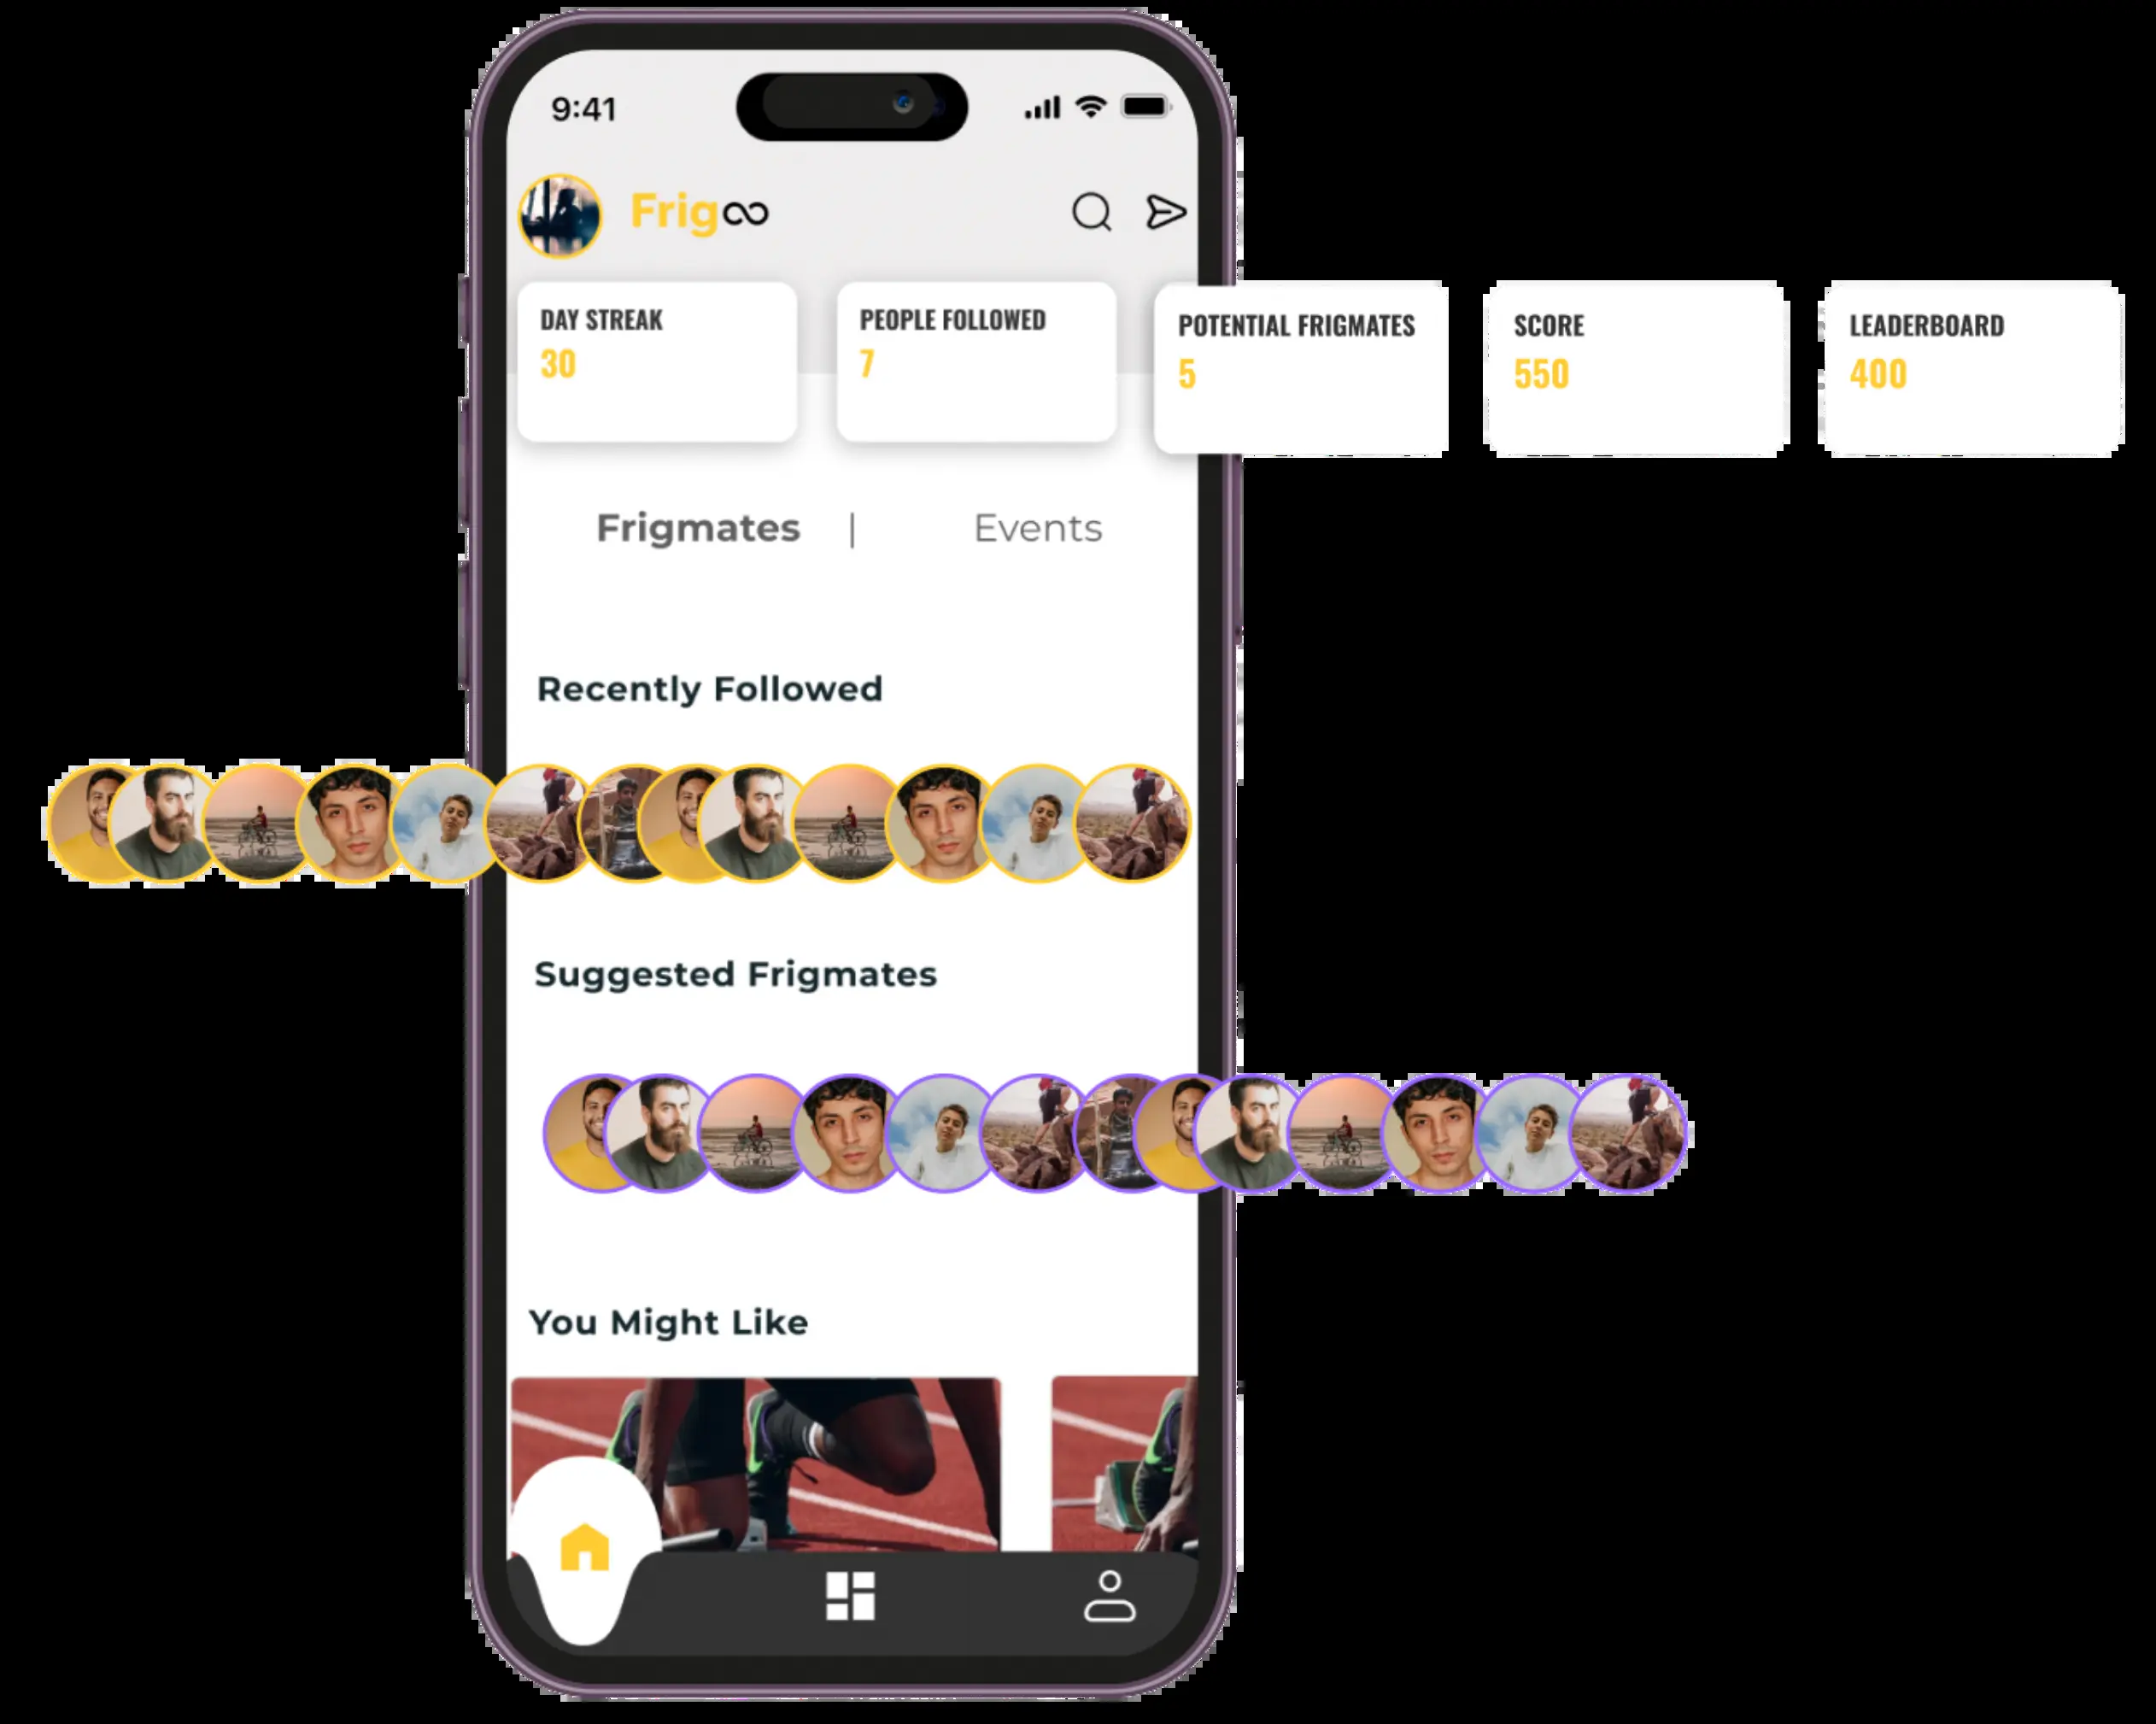 9:41
Frig∞
DAY STREAK
30
PEOPLE FOLLOWED
7
POTENTIAL FRIGMATES
5
SCORE
550
LEADERBOARD
400
Frigmates | Events
Recently Followed
Suggested Frigmates
You Might Like